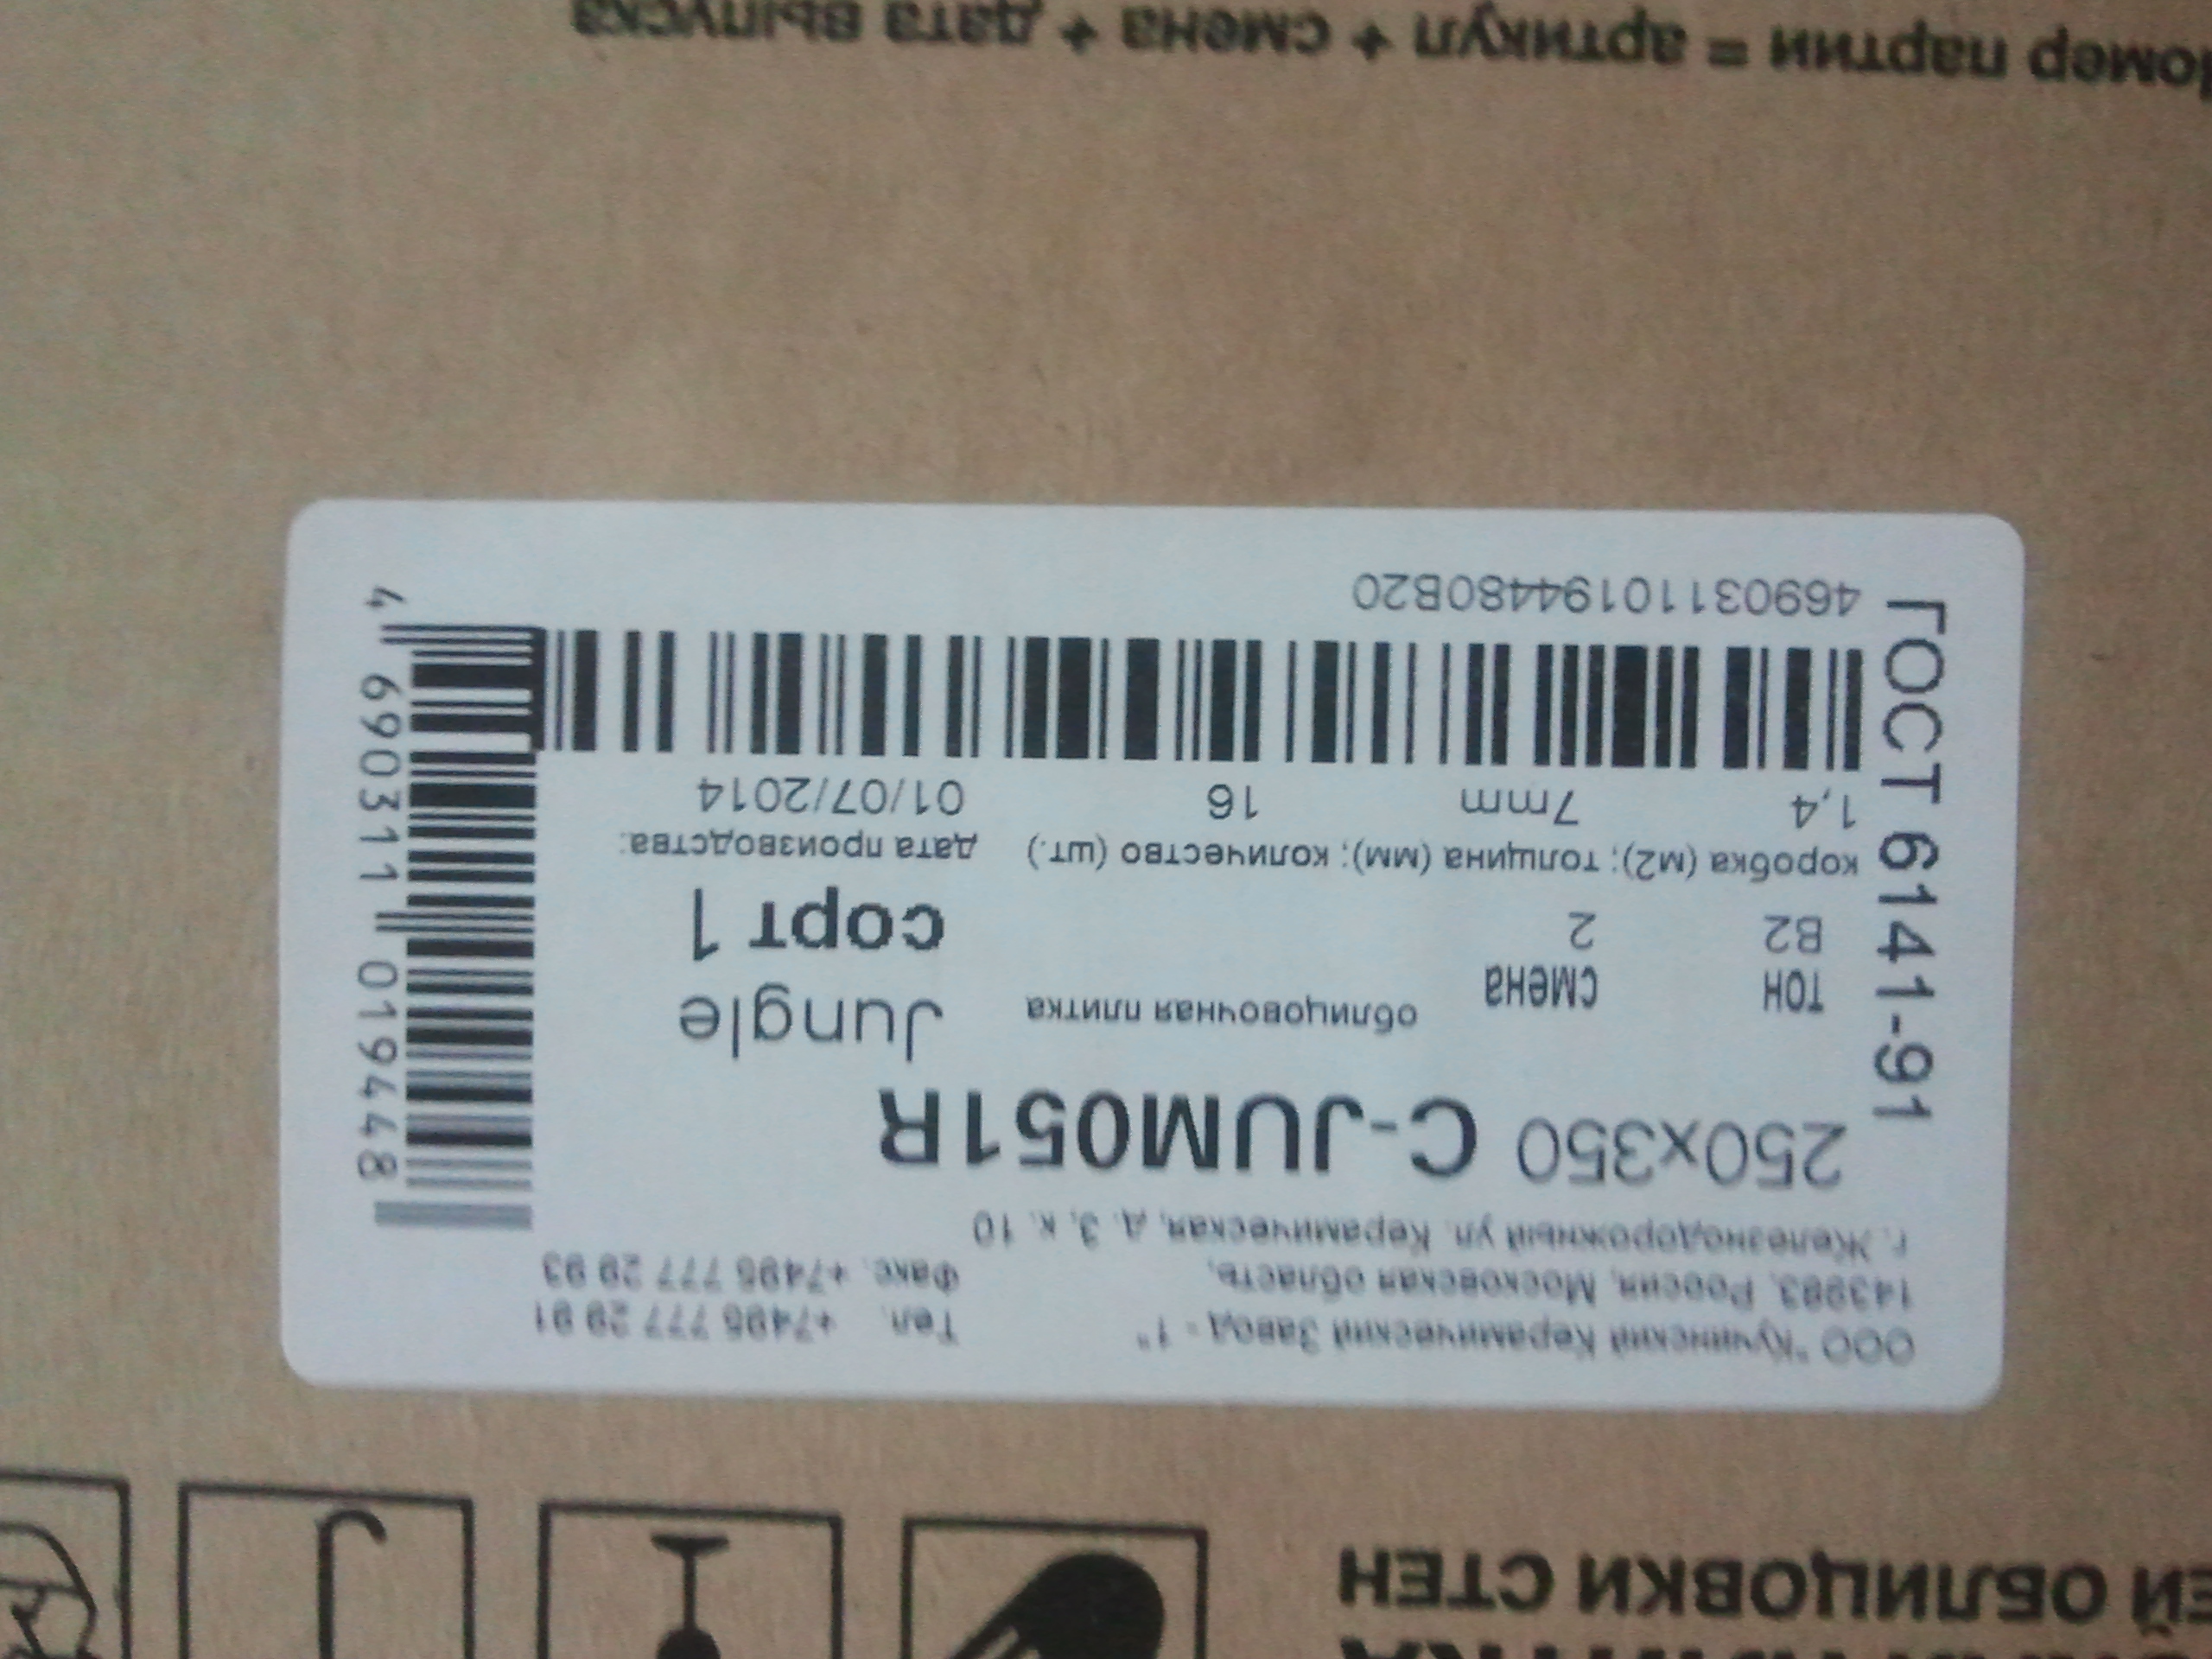 ЕЙ ОБЛИЦОВКИ СТЕН
ООО "Кучинский Керамический Завод - 1"
143983, Россия, Московская область,
г. Железнодорожный ул. Керамическая, д. 3, к. 10
Тел. +7495 777 29 91
Факс. +7495 777 29 93
250x350 C-JUM051R
тон
B2
смена
2
облицовочная плитка
Jungle
сорт 1
коробка (м2); толщина (мм); количество (шт.)
1,4 7mm 16
дата производства:
01/07/2014
46903110194480B20
ГОСТ 6141-91
4 690311 019448
партии = артикул + смена + дата выпуска